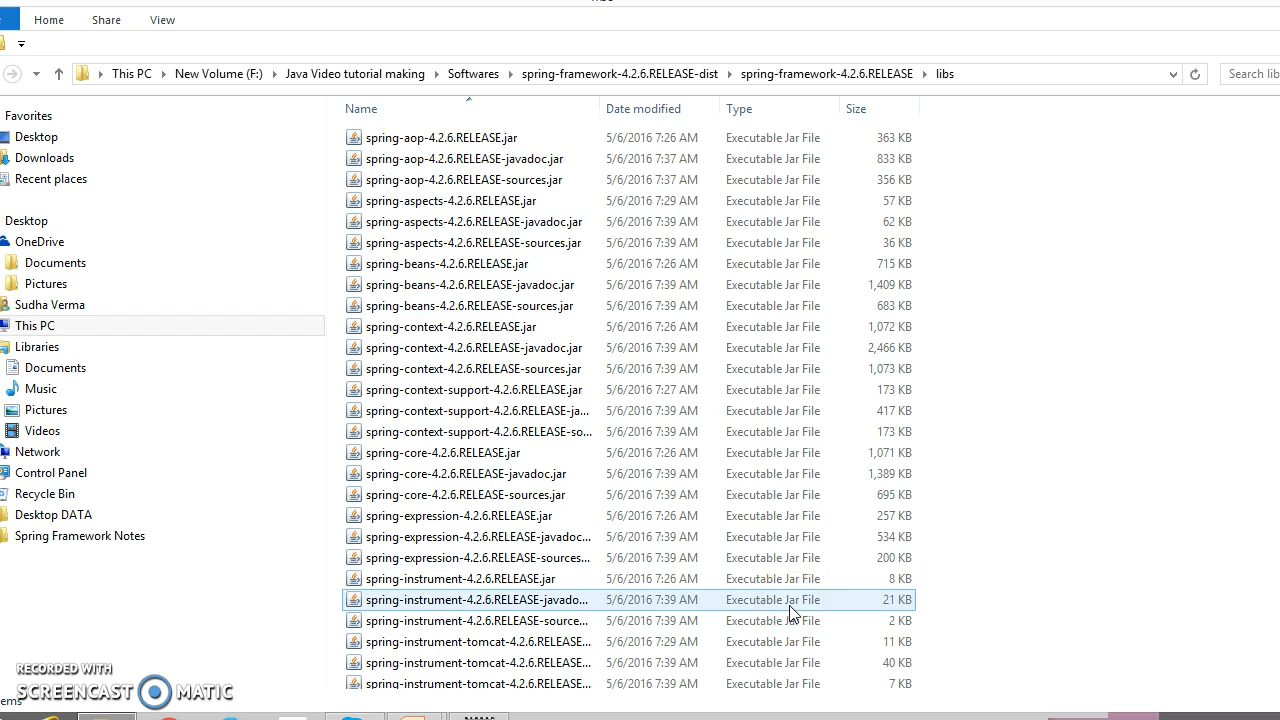 Home Share View
This PC New Volume (F:) Java Video tutorial making Softwares spring-framework-4.2.6.RELEASE-dist spring-framework-4.2.6.RELEASE libs Search lib
Name Date modified Type Size
Favorites
Desktop
Downloads
Recent places
Desktop
OneDrive
Documents
Pictures
Sudha Verma
This PC
Libraries
Documents
Music
Pictures
Videos
Network
Control Panel
Recycle Bin
Desktop DATA
Spring Framework Notes
spring-aop-4.2.6.RELEASE.jar 5/6/2016 7:26 AM Executable Jar File 363 KB
spring-aop-4.2.6.RELEASE-javadoc.jar 5/6/2016 7:37 AM Executable Jar File 833 KB
spring-aop-4.2.6.RELEASE-sources.jar 5/6/2016 7:37 AM Executable Jar File 356 KB
spring-aspects-4.2.6.RELEASE.jar 5/6/2016 7:29 AM Executable Jar File 57 KB
spring-aspects-4.2.6.RELEASE-javadoc.jar 5/6/2016 7:39 AM Executable Jar File 62 KB
spring-aspects-4.2.6.RELEASE-sources.jar 5/6/2016 7:39 AM Executable Jar File 36 KB
spring-beans-4.2.6.RELEASE.jar 5/6/2016 7:26 AM Executable Jar File 715 KB
spring-beans-4.2.6.RELEASE-javadoc.jar 5/6/2016 7:39 AM Executable Jar File 1,409 KB
spring-beans-4.2.6.RELEASE-sources.jar 5/6/2016 7:39 AM Executable Jar File 683 KB
spring-context-4.2.6.RELEASE.jar 5/6/2016 7:26 AM Executable Jar File 1,072 KB
spring-context-4.2.6.RELEASE-javadoc.jar 5/6/2016 7:39 AM Executable Jar File 2,466 KB
spring-context-4.2.6.RELEASE-sources.jar 5/6/2016 7:39 AM Executable Jar File 1,073 KB
spring-context-support-4.2.6.RELEASE.jar 5/6/2016 7:27 AM Executable Jar File 173 KB
spring-context-support-4.2.6.RELEASE-ja... 5/6/2016 7:39 AM Executable Jar File 417 KB
spring-context-support-4.2.6.RELEASE-so... 5/6/2016 7:39 AM Executable Jar File 173 KB
spring-core-4.2.6.RELEASE.jar 5/6/2016 7:26 AM Executable Jar File 1,071 KB
spring-core-4.2.6.RELEASE-javadoc.jar 5/6/2016 7:39 AM Executable Jar File 1,389 KB
spring-core-4.2.6.RELEASE-sources.jar 5/6/2016 7:39 AM Executable Jar File 695 KB
spring-expression-4.2.6.RELEASE.jar 5/6/2016 7:26 AM Executable Jar File 257 KB
spring-expression-4.2.6.RELEASE-javadoc... 5/6/2016 7:39 AM Executable Jar File 534 KB
spring-expression-4.2.6.RELEASE-sources... 5/6/2016 7:39 AM Executable Jar File 200 KB
spring-instrument-4.2.6.RELEASE.jar 5/6/2016 7:26 AM Executable Jar File 8 KB
spring-instrument-4.2.6.RELEASE-javado... 5/6/2016 7:39 AM Executable Jar File 21 KB
spring-instrument-4.2.6.RELEASE-source... 5/6/2016 7:39 AM Executable Jar File 2 KB
spring-instrument-tomcat-4.2.6.RELEASE... 5/6/2016 7:29 AM Executable Jar File 11 KB
spring-instrument-tomcat-4.2.6.RELEASE... 5/6/2016 7:39 AM Executable Jar File 40 KB
spring-instrument-tomcat-4.2.6.RELEASE... 5/6/2016 7:39 AM Executable Jar File 7 KB
RECORDED WITH
SCREENCAST MATIC
ems